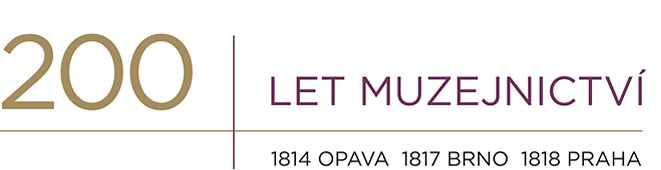 200
LET MUZEJNICTVÍ
1814 OPAVA 1817 BRNO 1818 PRAHA